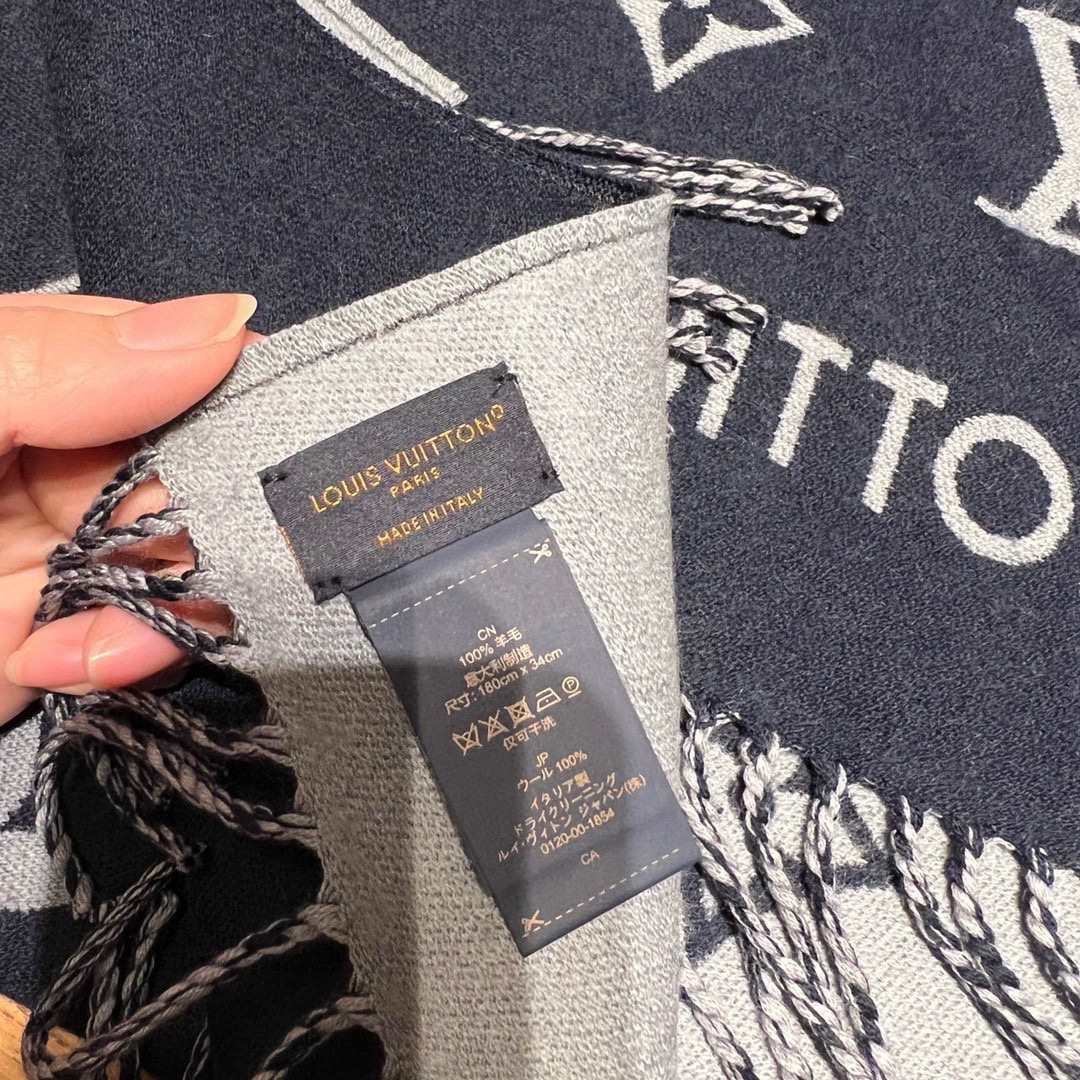 LOUIS VUITTON®
PARIS
MADE IN ITALY
CN
100% 羊毛
意大利制造
尺寸: 180cm x 34cm
仅可干洗
JP
ウール 100%
イタリア製
ドライクリーニング
ルイ・ヴィトン ジャパン(株)
0120-00-1854
CA
ITTO